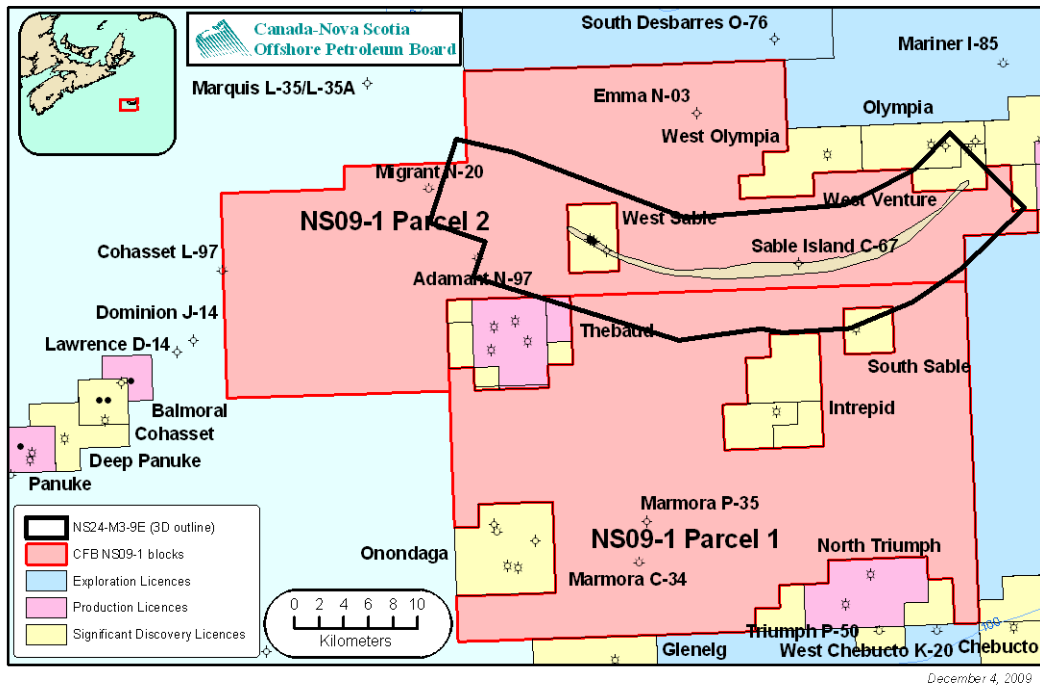 South Desbarres O-76
Canada-Nova Scotia
Offshore Petroleum Board
Mariner I-85
Marquis L-35/L-35A
Emma N-03
Olympia
West Olympia
Migrant N-20
NS09-1 Parcel 2
West Sable
West Venture
Cohasset L-97
Sable Island C-67
Adamant N-97
Dominion J-14
Thebaud
Lawrence D-14
South Sable
Balmoral
Intrepid
Cohasset
Deep Panuke
Panuke
Marmora P-35
NS24-M3-9E (3D outline)
CFB NS09-1 blocks
NS09-1 Parcel 1
Onondaga
North Triumph
Exploration Licences
Marmora C-34
Production Licences
0 2 4 6 8 10
Kilometers
Significant Discovery Licences
100
Triumph P-50
Glenelg
West Chebucto K-20
Chebucto
December 4, 2009